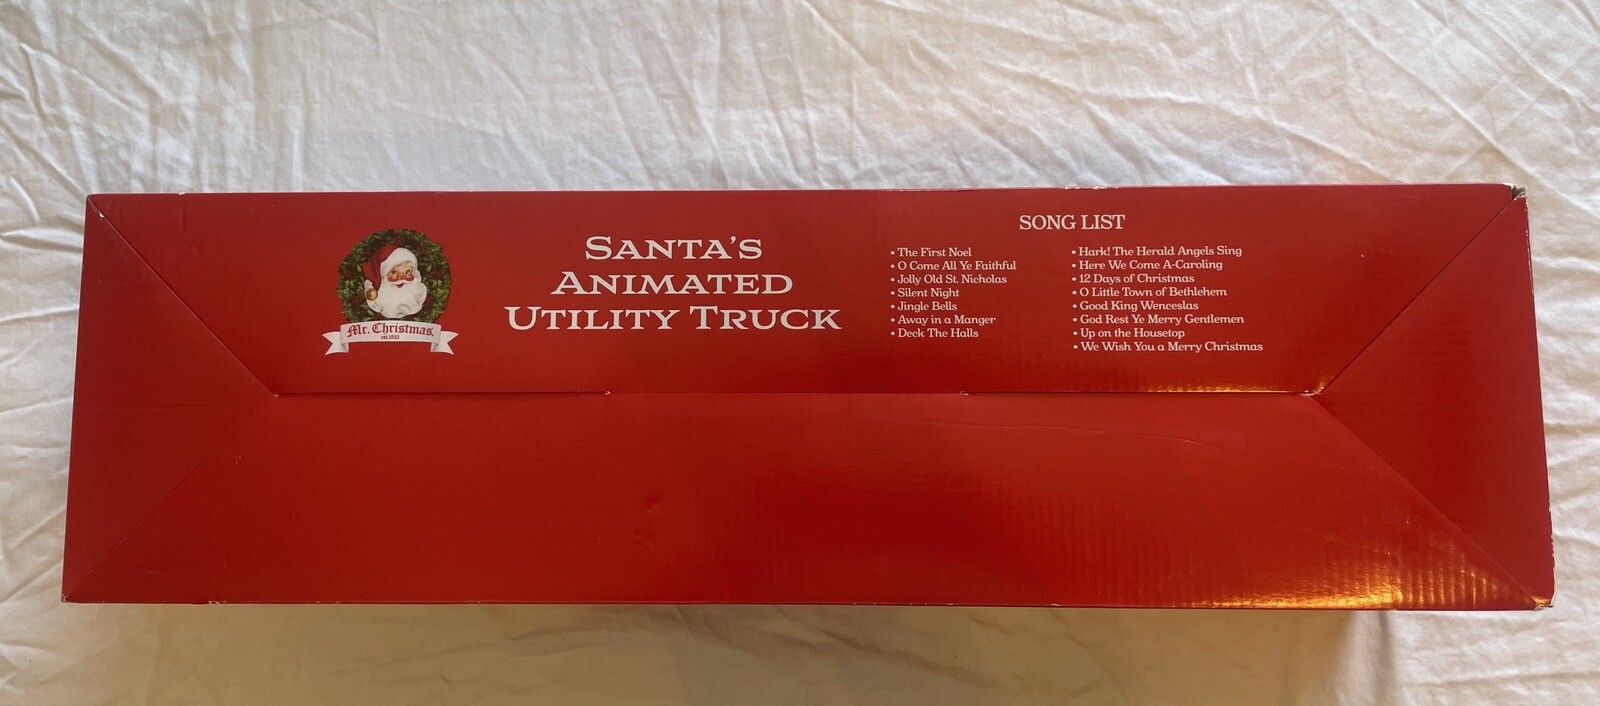 Mr. Christmas.
est.1933
SANTA'S
ANIMATED
UTILITY TRUCK
SONG LIST
• The First Noel
• O Come All Ye Faithful
• Jolly Old St. Nicholas
• Silent Night
• Jingle Bells
• Away in a Manger
• Deck The Halls
• Hark! The Herald Angels Sing
• Here We Come A-Caroling
• 12 Days of Christmas
• O Little Town of Bethlehem
• Good King Wenceslas
• God Rest Ye Merry Gentlemen
• Up on the Housetop
• We Wish You a Merry Christmas